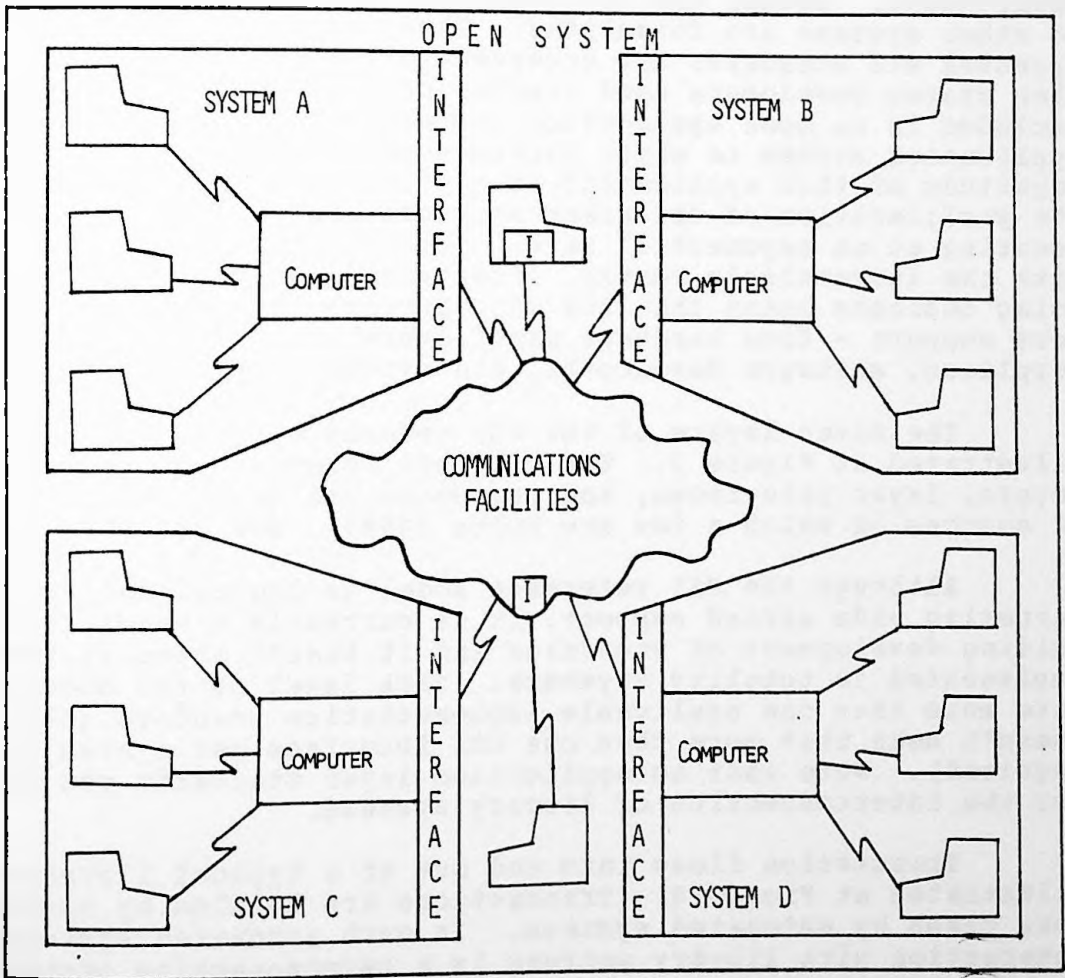 OPEN SYSTEM
SYSTEM A
INTERFACE
COMPUTER
I
INTERFACE
SYSTEM B
COMPUTER
COMMUNICATIONS
FACILITIES
I
COMPUTER
SYSTEM C
INTERFACE
INTERFACE
COMPUTER
SYSTEM D